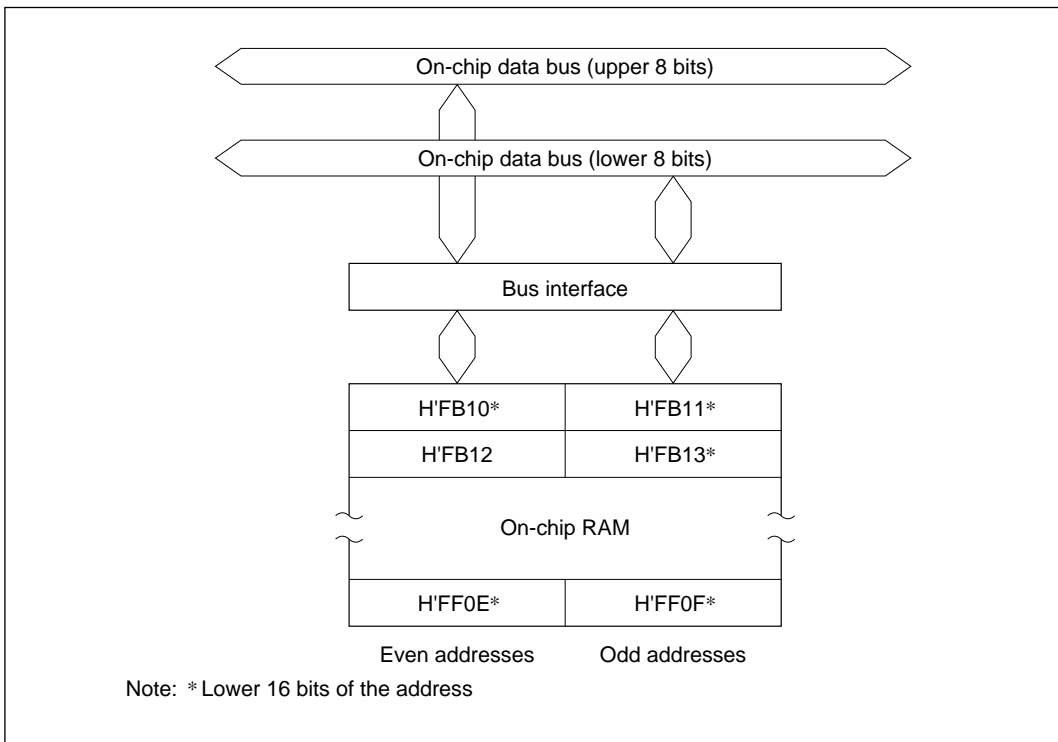 On-chip data bus (upper 8 bits)
On-chip data bus (lower 8 bits)
Bus interface
H'FB10* H'FB11*
H'FB12 H'FB13*
On-chip RAM
H'FF0E* H'FF0F*
Even addresses Odd addresses
Note: * Lower 16 bits of the address